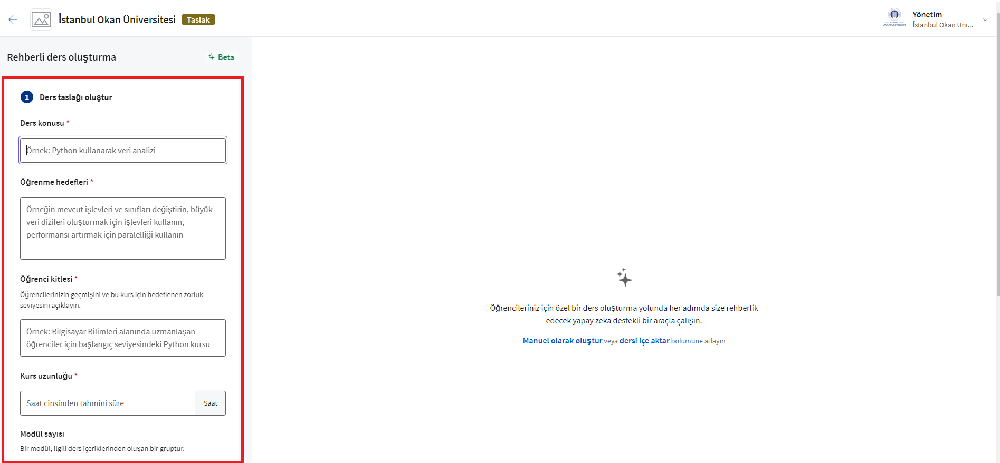 İstanbul Okan Üniversitesi
Taslak
Yönetim
İstanbul Okan Uni...
OKAN UNIVERSITY
Rehberli ders oluşturma
Beta
1 Ders taslağı oluştur
Ders konusu *
Örnek: Python kullanarak veri analizi
Öğrenme hedefleri *
Örneğin mevcut işlevleri ve sınıfları değiştirin, büyük
veri dizileri oluşturmak için işlevleri kullanın,
performansı artırmak için paralelliği kullanın
Öğrenci kitlesi *
Öğrencilerinizin geçmişini ve bu kurs için hedeflenen zorluk
seviyesini açıklayın.
Örnek: Bilgisayar Bilimleri alanında uzmanlaşan
öğrenciler için başlangıç seviyesindeki Python kursu
Kurs uzunluğu *
Saat cinsinden tahmini süre
Saat
Modül sayısı
Bir modül, ilgili ders içeriklerinden oluşan bir gruptur.
Öğrencileriniz için özel bir ders oluşturma yolunda her adımda size rehberlik
edecek yapay zeka destekli bir araçla çalışın.
Manuel olarak oluştur veya dersi içe aktar bölümüne atlayın